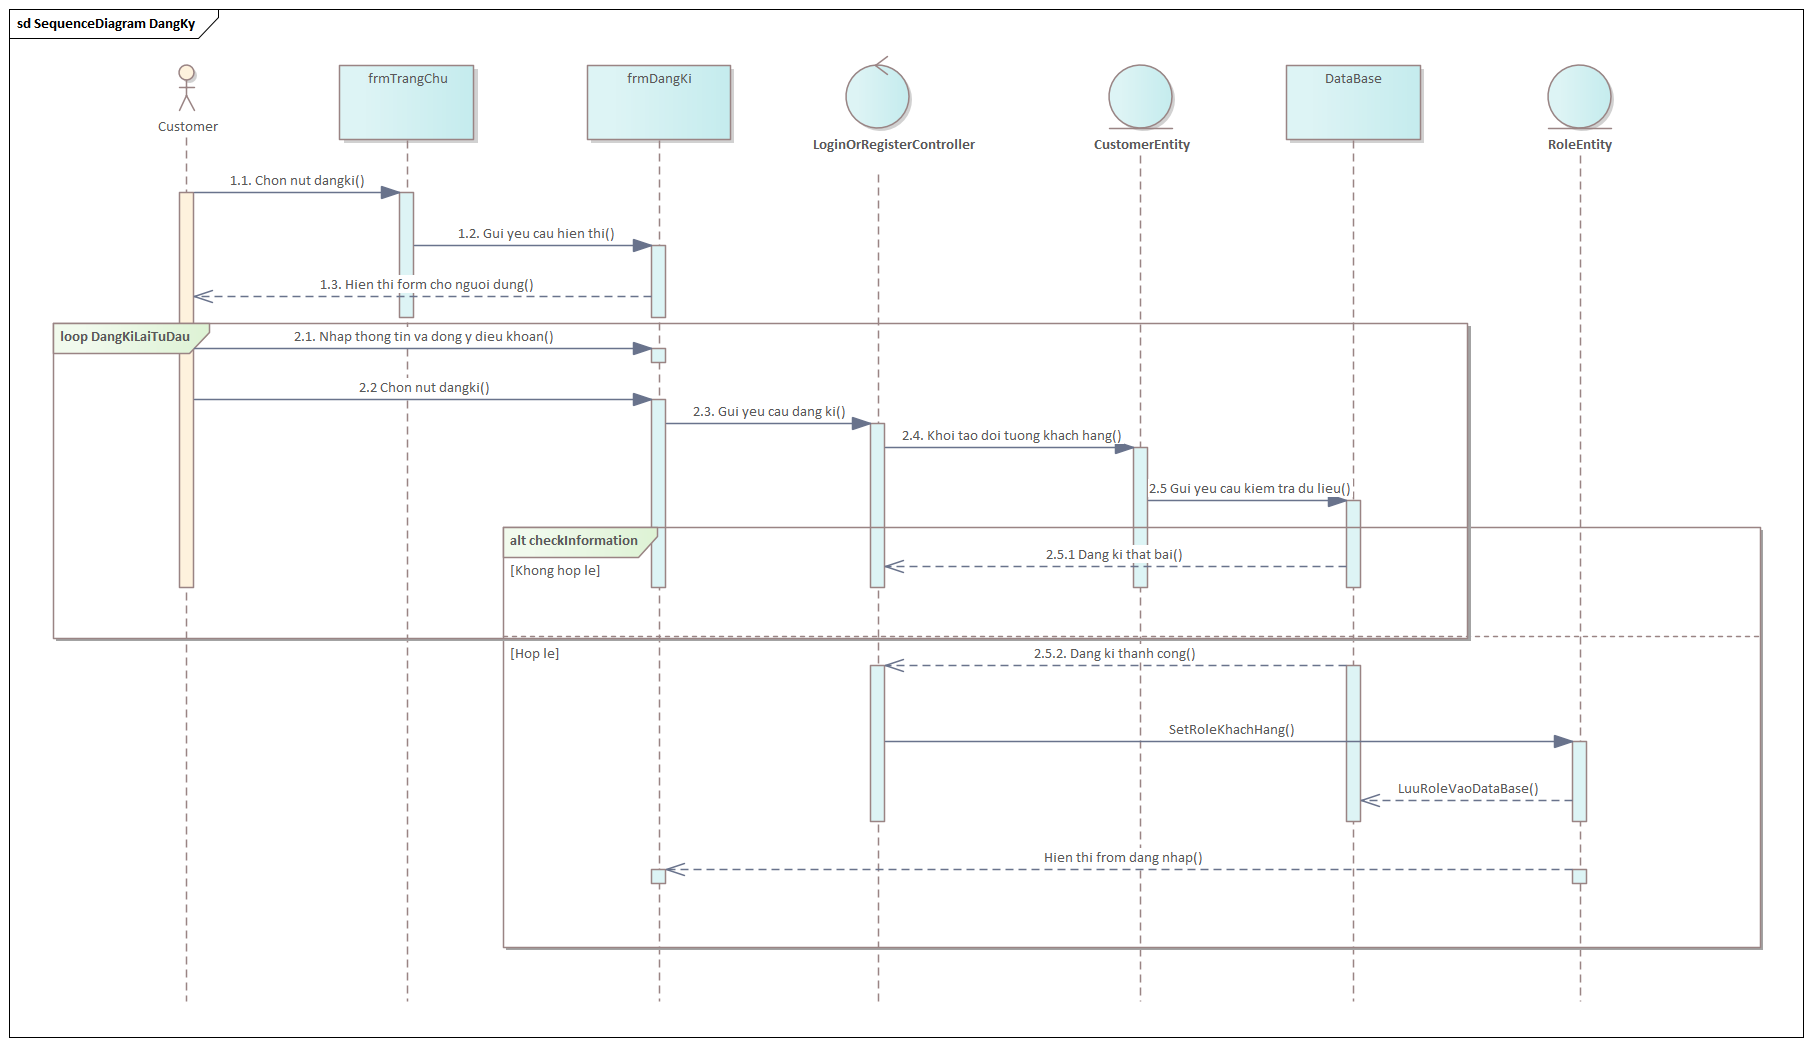 sd SequenceDiagram DangKy
Customer
frmTrangChu
frmDangKi
LoginOrRegisterController
CustomerEntity
DataBase
RoleEntity
1.1. Chon nut dangki()
1.2. Gui yeu cau hien thi()
1.3. Hien thi form cho nguoi dung()
loop DangKiLaiTuDau
2.1. Nhap thong tin va dong y dieu khoan()
2.2 Chon nut dangki()
2.3. Gui yeu cau dang ki()
2.4. Khoi tao doi tuong khach hang()
2.5 Gui yeu cau kiem tra du lieu()
alt checkInformation
2.5.1 Dang ki that bai()
[Khong hop le]
[Hop le]
2.5.2. Dang ki thanh cong()
SetRoleKhachHang()
LuuRoleVaoDataBase()
Hien thi from dang nhap()